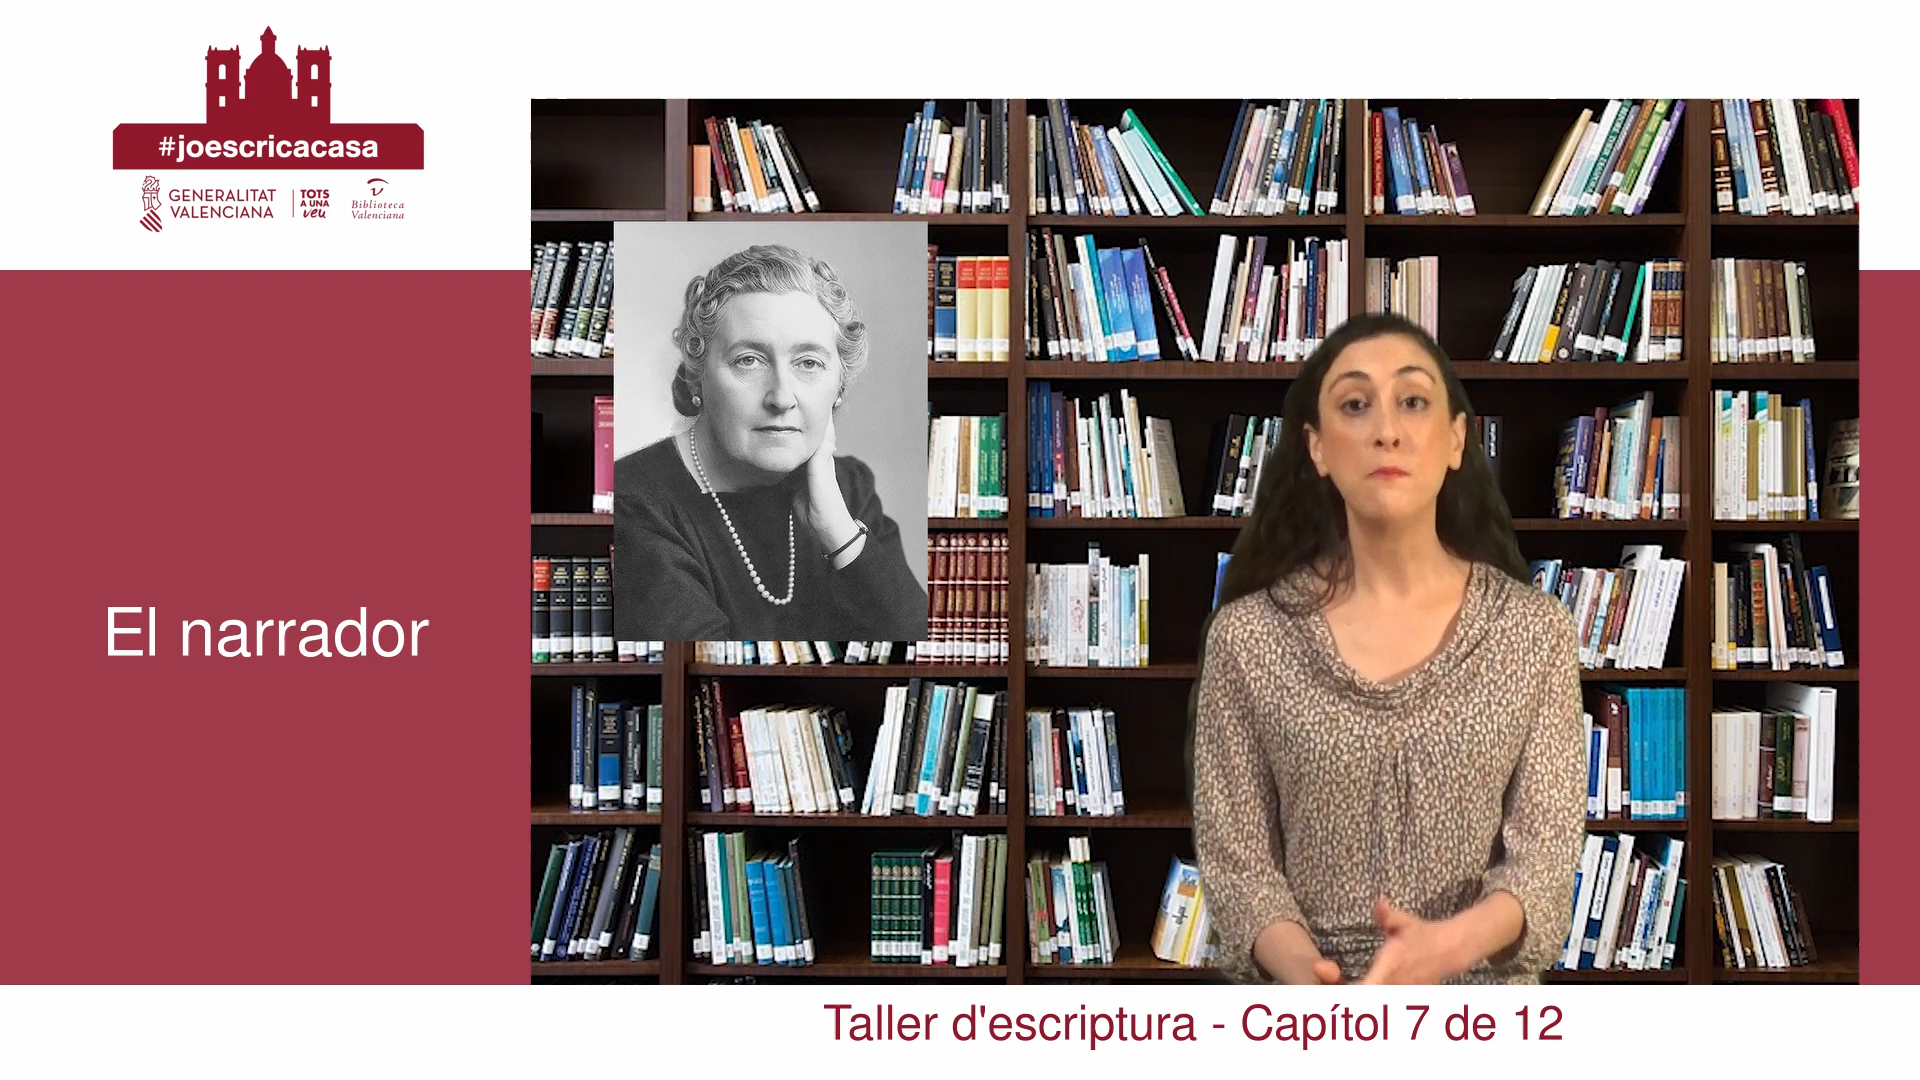 #joescricacasa
GENERALITAT
VALENCIANA
TOTS
A UNA
veu
Biblioteca
Valenciana
El narrador
Taller d'escriptura - Capítol 7 de 12